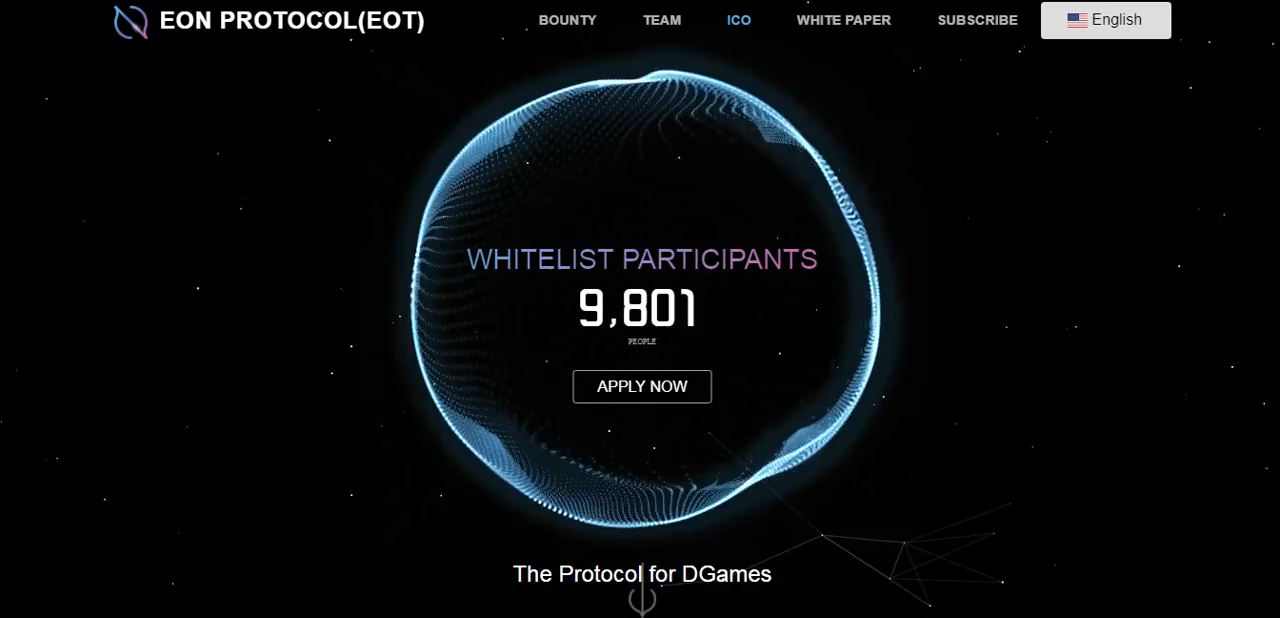 EON PROTOCOL(EOT)
BOUNTY TEAM ICO WHITE PAPER SUBSCRIBE English
WHITELIST PARTICIPANTS
9,801
PEOPLE
APPLY NOW
The Protocol for DGames